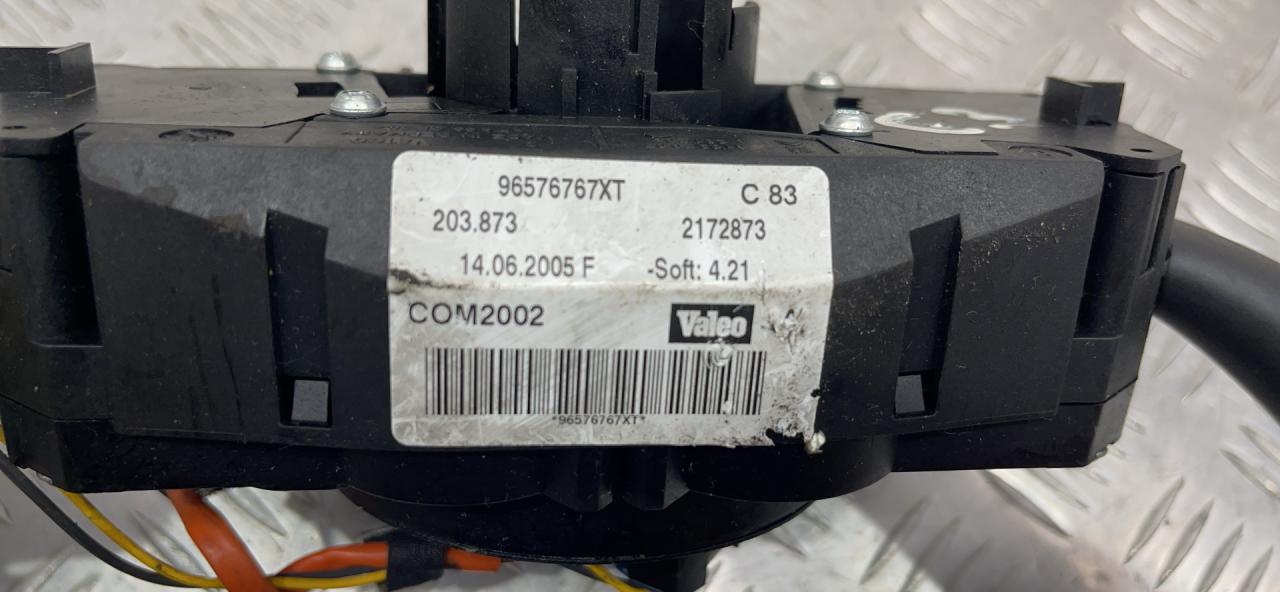 96576767XT C 83
203.873 2172873
14.06.2005 F -Soft: 4.21
COM2002 Valeo
*96576767XT*